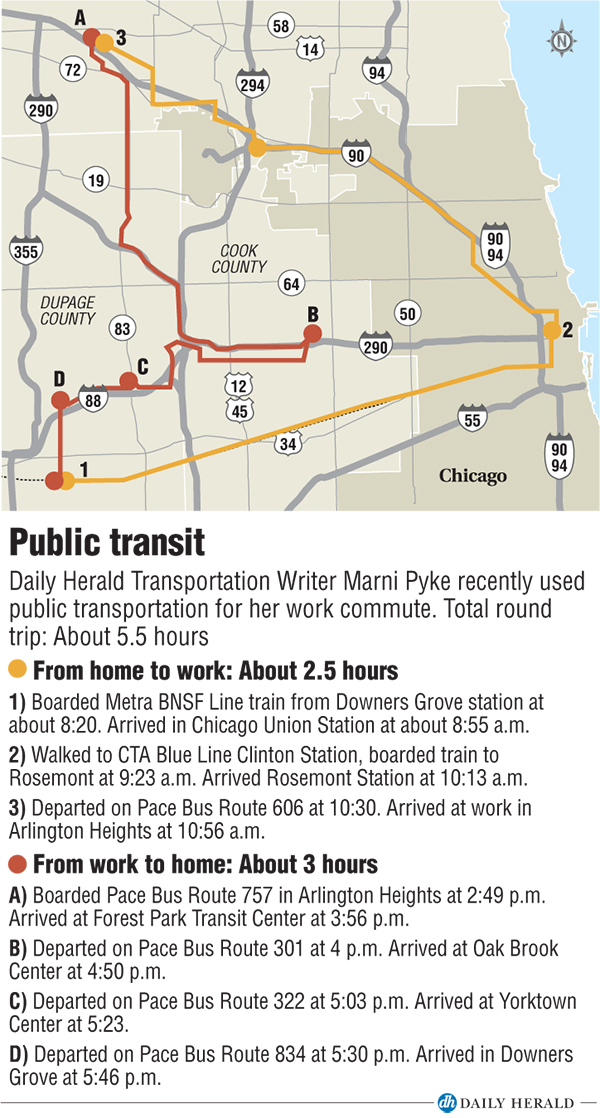 A
3
58
14
72
294
94
290
90
19
90
94
355
COOK
COUNTY
64
DUPAGE
COUNTY
B
50
83
2
290
C
D
12
88
45
55
34
1
90
94
Chicago
N
Public transit
Daily Herald Transportation Writer Marni Pyke recently used
public transportation for her work commute. Total round
trip: About 5.5 hours
From home to work: About 2.5 hours
1) Boarded Metra BNSF Line train from Downers Grove station at
about 8:20. Arrived in Chicago Union Station at about 8:55 a.m.
2) Walked to CTA Blue Line Clinton Station, boarded train to
Rosemont at 9:23 a.m. Arrived Rosemont Station at 10:13 a.m.
3) Departed on Pace Bus Route 606 at 10:30. Arrived at work in
Arlington Heights at 10:56 a.m.
From work to home: About 3 hours
A) Boarded Pace Bus Route 757 in Arlington Heights at 2:49 p.m.
Arrived at Forest Park Transit Center at 3:56 p.m.
B) Departed on Pace Bus Route 301 at 4 p.m. Arrived at Oak Brook
Center at 4:50 p.m.
C) Departed on Pace Bus Route 322 at 5:03 p.m. Arrived at Yorktown
Center at 5:23.
D) Departed on Pace Bus Route 834 at 5:30 p.m. Arrived in Downers
Grove at 5:46 p.m.
dh DAILY HERALD